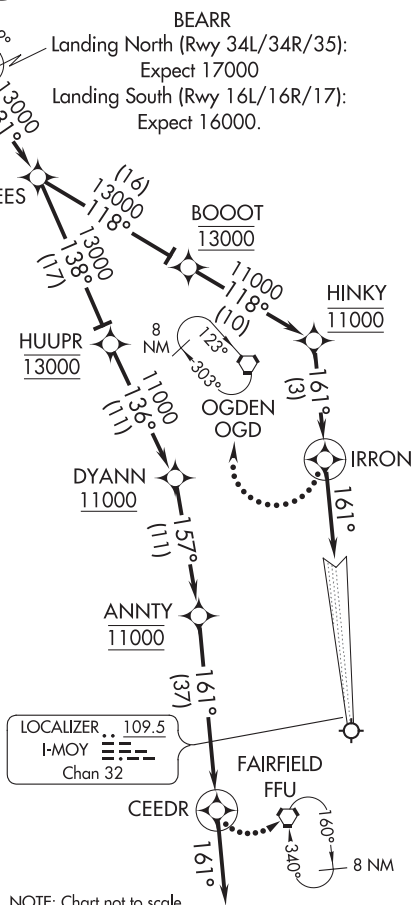 BEARR
Landing North (Rwy 34L/34R/35):
Expect 17000
Landing South (Rwy 16L/16R/17):
Expect 16000.
13000
EES
(16)
13000
118°
13000
138°
(17)
BOOOT
13000
11000
118°
(10)
HINKY
11000
HUUPR
13000
8
NM
123°
303°
OGDEN
OGD
161°
(3)
IRRON
161°
11000
136°
(11)
DYANN
11000
157°
(11)
ANNTY
11000
161°
(37)
LOCALIZER 109.5
I-MOY
Chan 32
CEEDR
161°
FAIRFIELD
FFU
160°
340°
8 NM
NOTE: Chart not to scale